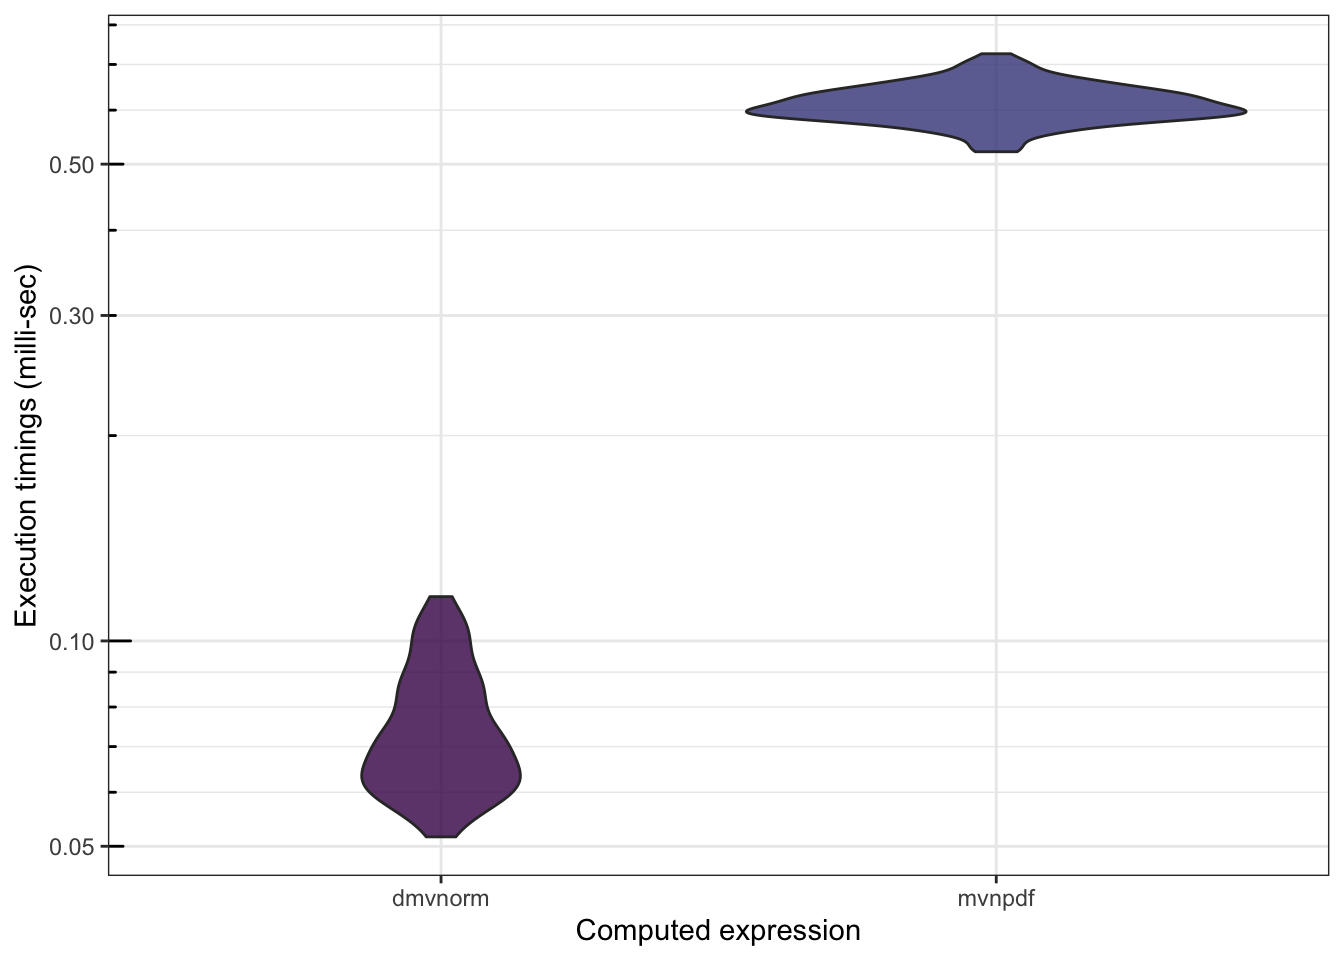 Execution timings (milli-sec)
0.50
0.30
0.10
0.05
dmvnorm mvnpdf
Computed expression